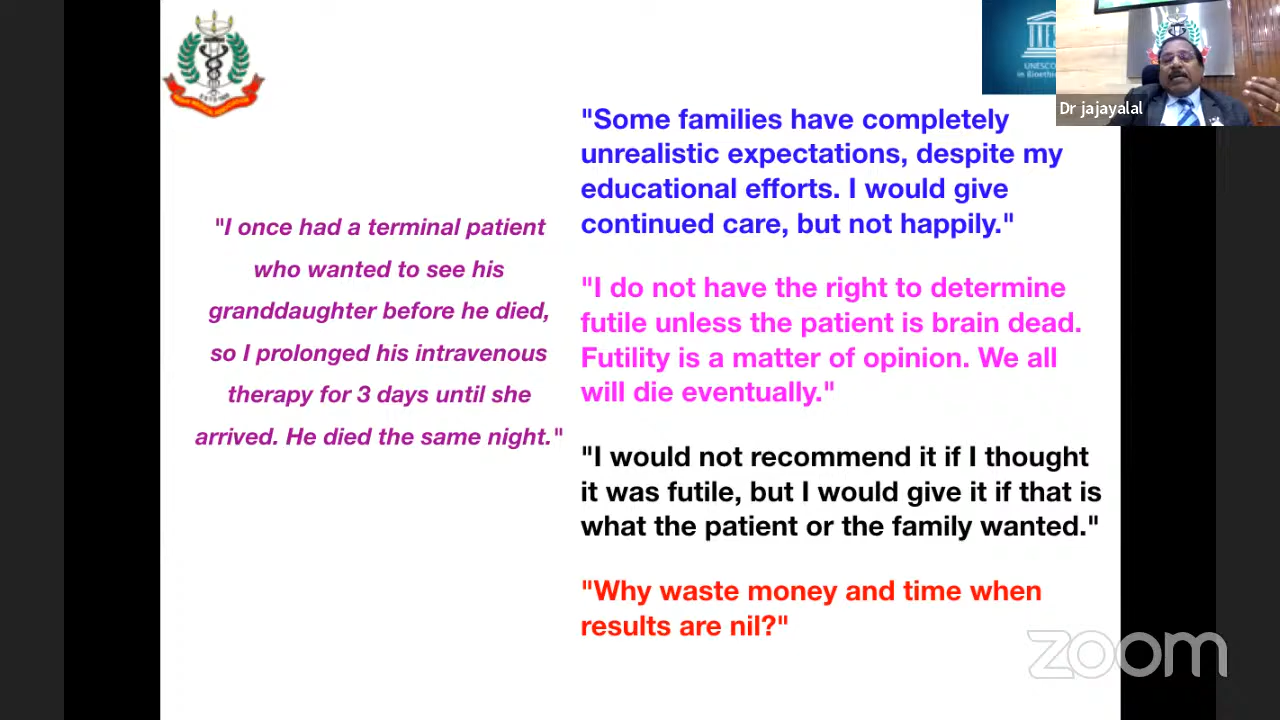 UNESCO
in Bioeth
Dr jajayalal
"I once had a terminal patient
who wanted to see his
granddaughter before he died,
so I prolonged his intravenous
therapy for 3 days until she
arrived. He died the same night."
"Some families have completely
unrealistic expectations, despite my
educational efforts. I would give
continued care, but not happily."
"I do not have the right to determine
futile unless the patient is brain dead.
Futility is a matter of opinion. We all
will die eventually."
"I would not recommend it if I thought
it was futile, but I would give it if that is
what the patient or the family wanted."
"Why waste money and time when
results are nil?"
zoom